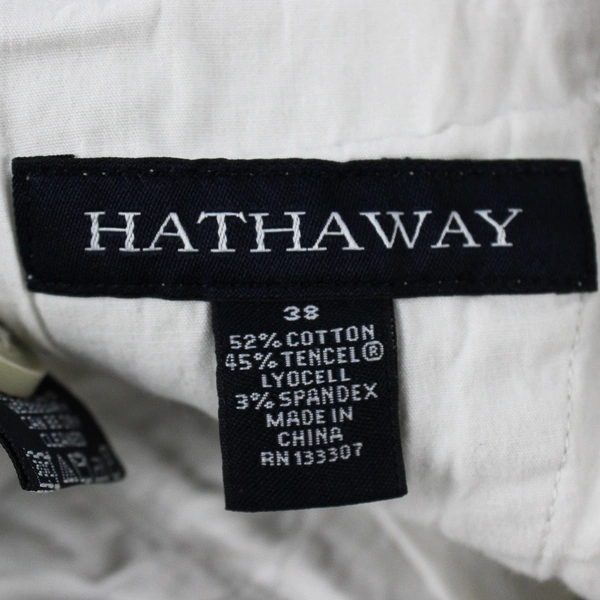 HATHAWAY
38
52% COTTON
45% TENCEL®
LYOCELL
3% SPANDEX
MADE IN
CHINA
RN 133307